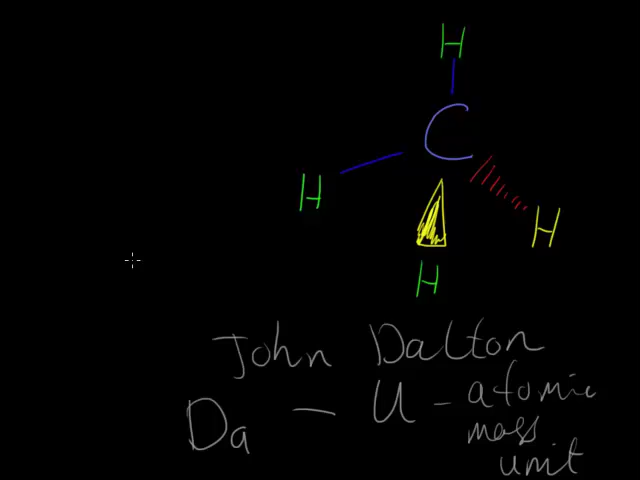 H
C
H
H
H
John Dalton
Da — u - atomic
mass
unit